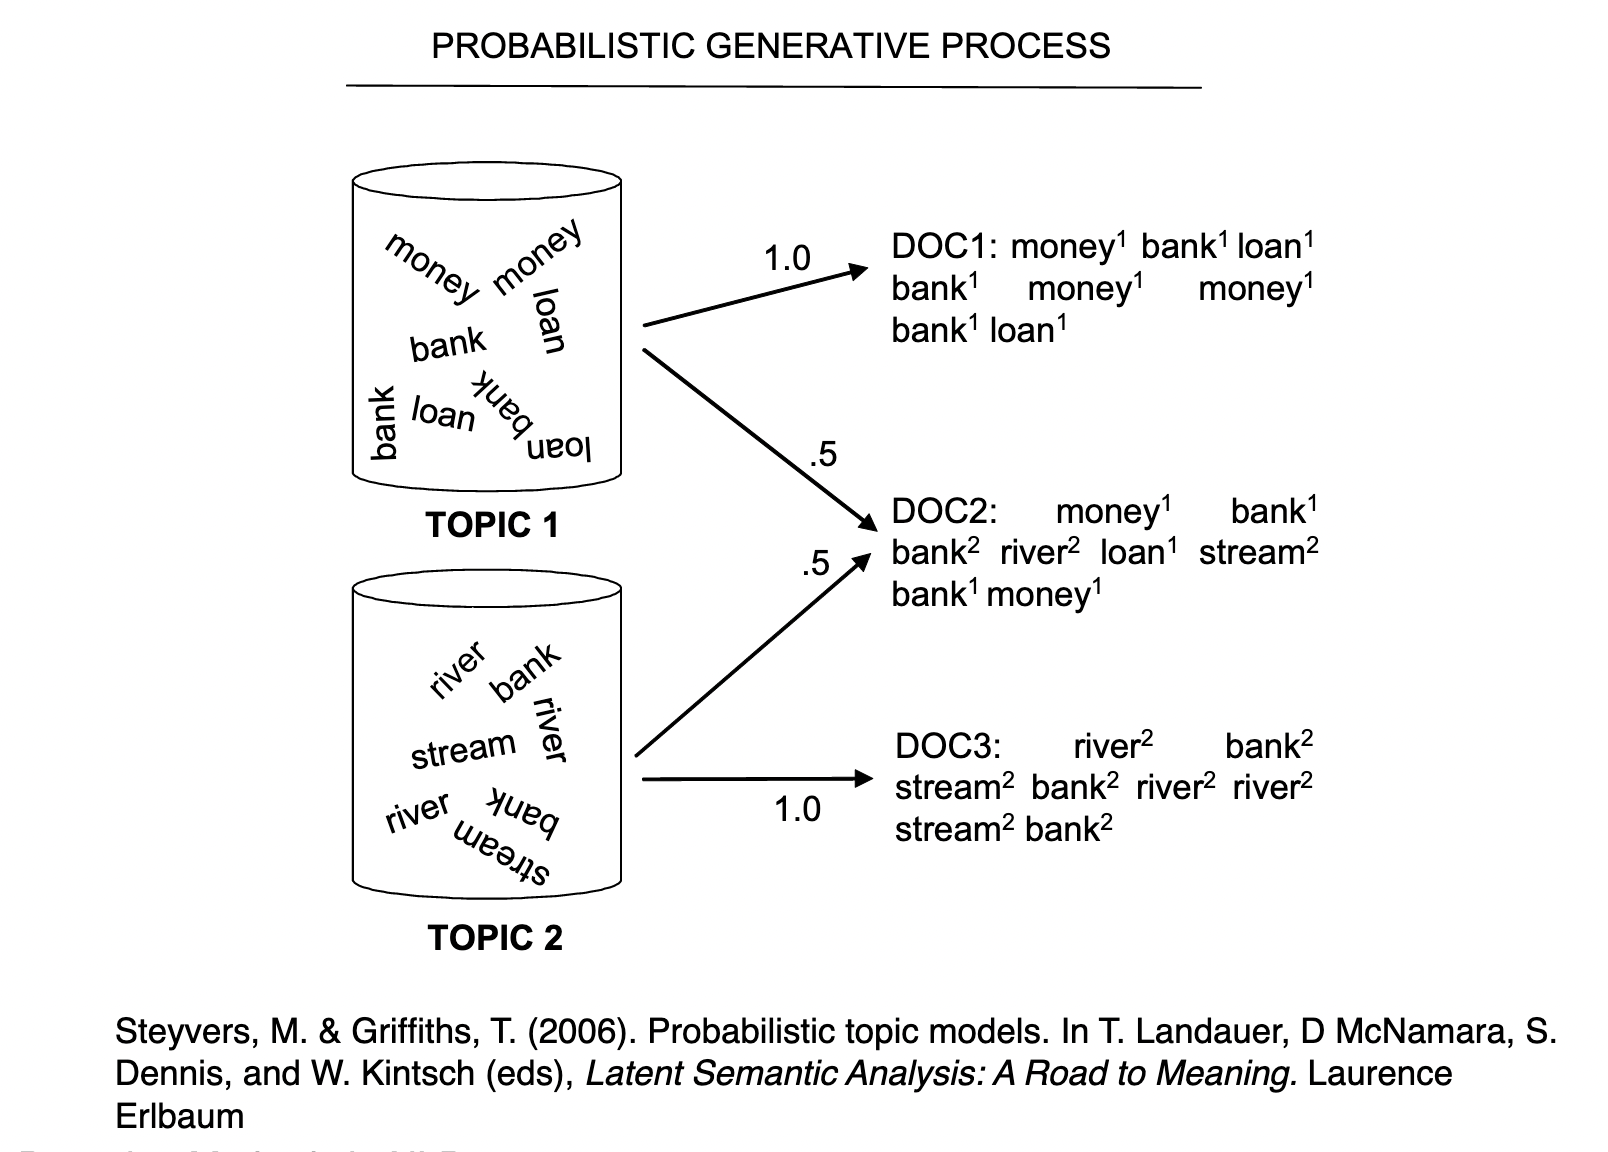 PROBABILISTIC GENERATIVE PROCESS
money
money
loan
bank
bank
loan
bank
loan
TOPIC 1
1.0
DOC1: money¹ bank¹ loan¹
bank¹ money¹ money¹
bank¹ loan¹
.5
DOC2: money¹ bank¹
bank² river² loan¹ stream²
bank¹ money¹
.5
river
bank
river
stream
river
bank
stream
TOPIC 2
DOC3: river² bank²
stream² bank² river² river²
stream² bank²
1.0
Steyvers, M. & Griffiths, T. (2006). Probabilistic topic models. In T. Landauer, D McNamara, S.
Dennis, and W. Kintsch (eds), Latent Semantic Analysis: A Road to Meaning. Laurence
Erlbaum